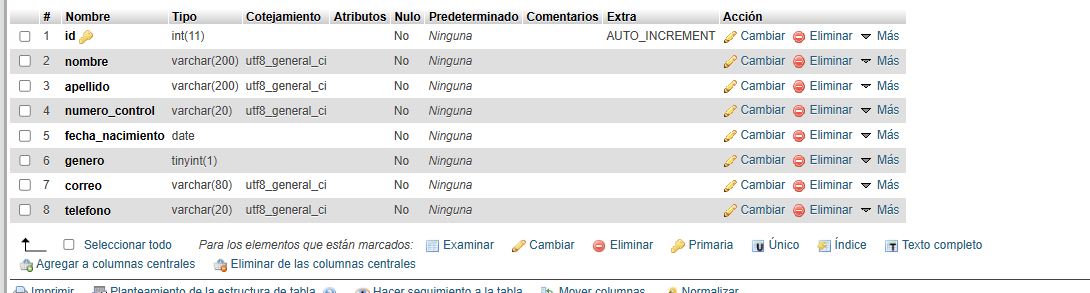 # Nombre Tipo Cotejamiento Atributos Nulo Predeterminado Comentarios Extra Acción
1 id int(11) No Ninguna AUTO_INCREMENT Cambiar Eliminar Más
2 nombre varchar(200) utf8_general_ci No Ninguna Cambiar Eliminar Más
3 apellido varchar(200) utf8_general_ci No Ninguna Cambiar Eliminar Más
4 numero_control varchar(20) utf8_general_ci No Ninguna Cambiar Eliminar Más
5 fecha_nacimiento date No Ninguna Cambiar Eliminar Más
6 genero tinyint(1) No Ninguna Cambiar Eliminar Más
7 correo varchar(80) utf8_general_ci No Ninguna Cambiar Eliminar Más
8 telefono varchar(20) utf8_general_ci No Ninguna Cambiar Eliminar Más
Seleccionar todo Para los elementos que están marcados: Examinar Cambiar Eliminar Primaria Único Índice Texto completo
Agregar a columnas centrales Eliminar de las columnas centrales
Imprimir Planteamiento de la estructura de tabla Hacer seguimiento a la tabla Mover columnas Normalizar